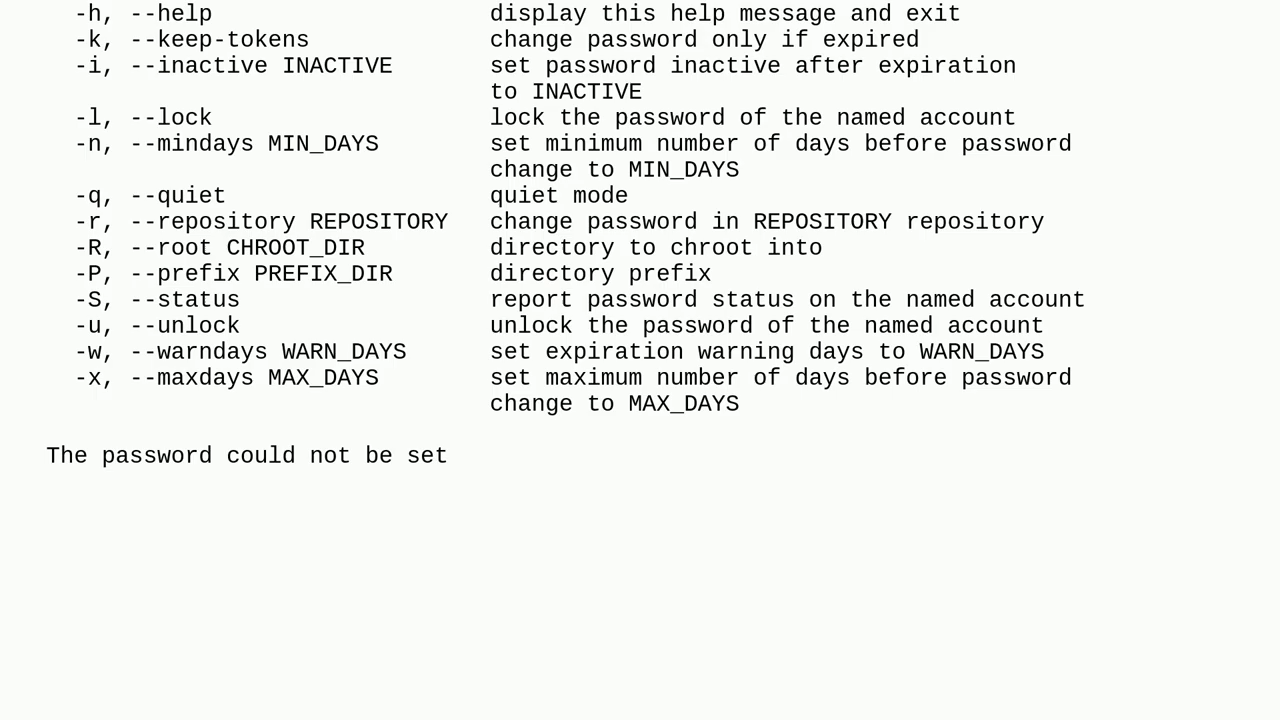 -h, --help                    display this help message and exit
-k, --keep-tokens             change password only if expired
-i, --inactive INACTIVE       set password inactive after expiration
                              to INACTIVE
-l, --lock                    lock the password of the named account
-n, --mindays MIN_DAYS        set minimum number of days before password
                              change to MIN_DAYS
-q, --quiet                   quiet mode
-r, --repository REPOSITORY   change password in REPOSITORY repository
-R, --root CHROOT_DIR         directory to chroot into
-P, --prefix PREFIX_DIR       directory prefix
-S, --status                  report password status on the named account
-u, --unlock                  unlock the password of the named account
-w, --warndays WARN_DAYS      set expiration warning days to WARN_DAYS
-x, --maxdays MAX_DAYS        set maximum number of days before password
                              change to MAX_DAYS
The password could not be set